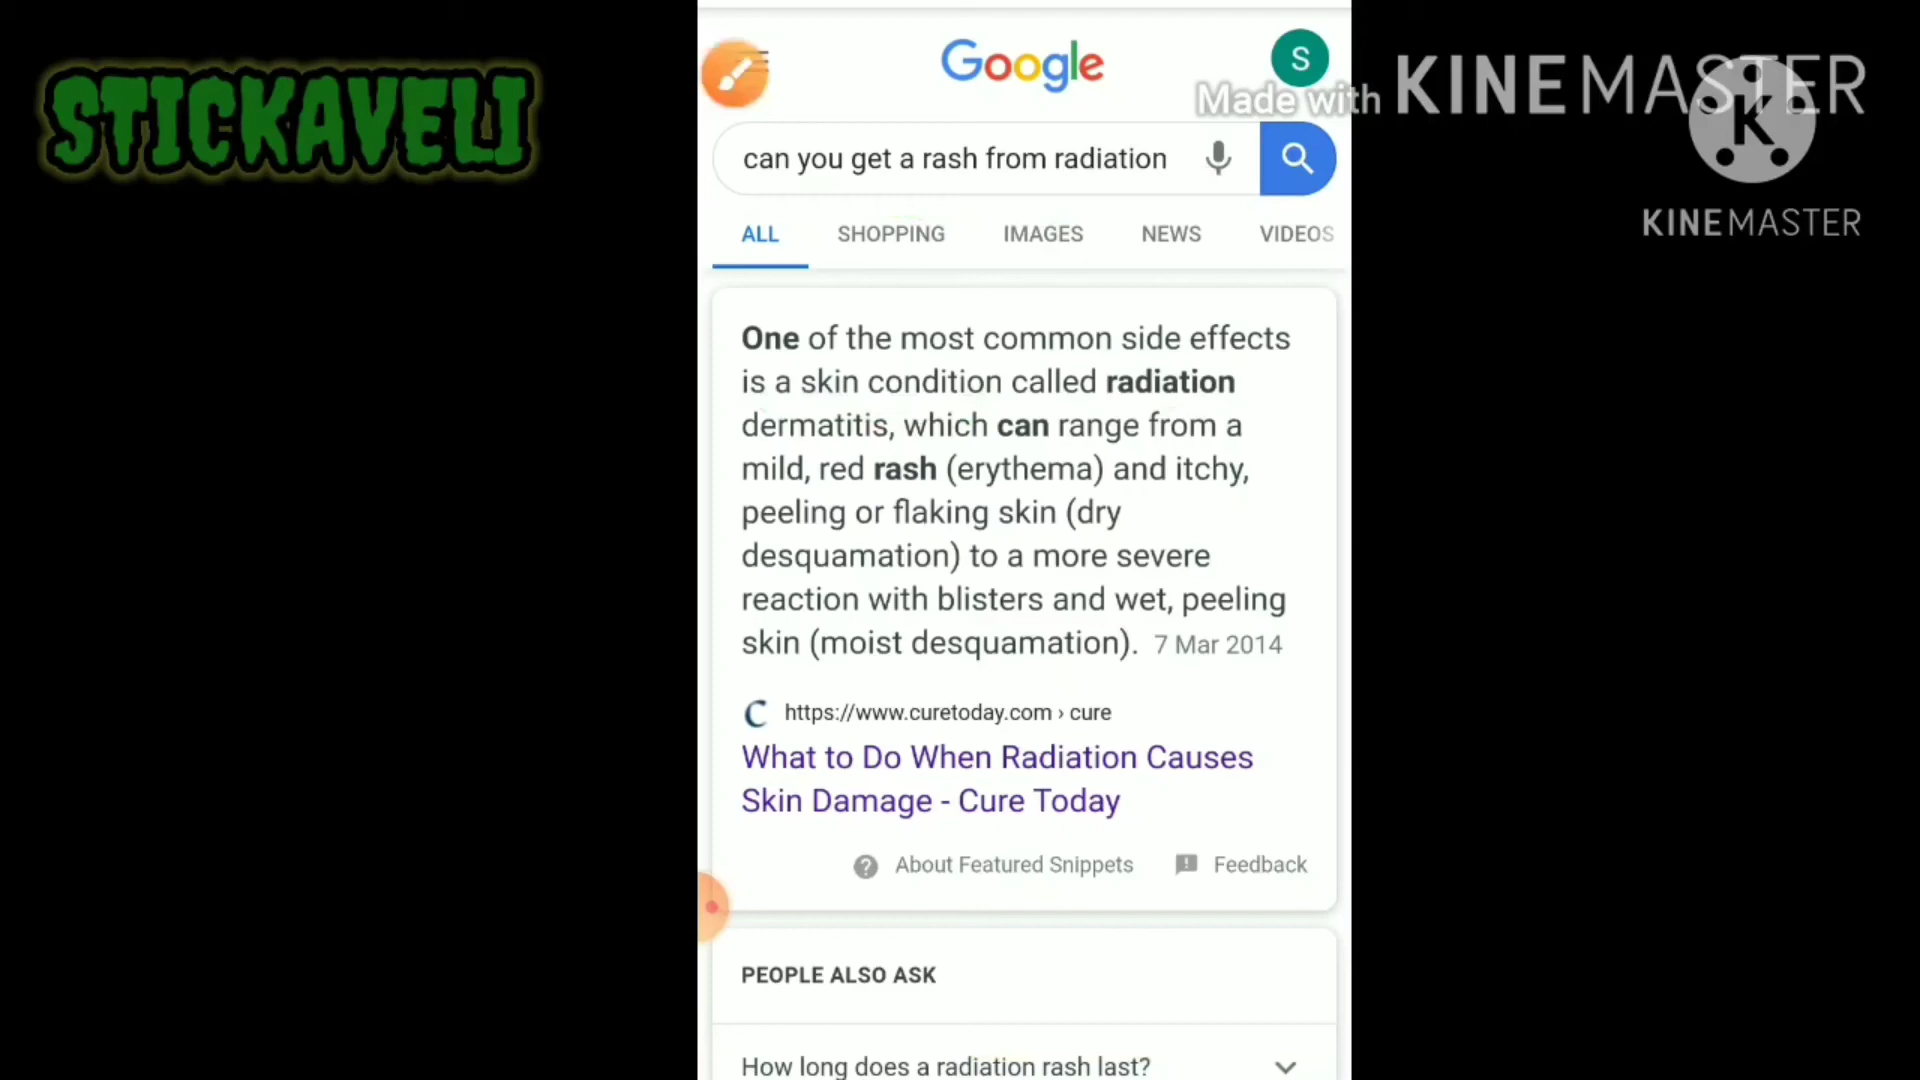 STICKAVELI
Google
S
Made with KINEMASTER
K
KINEMASTER
can you get a rash from radiation
ALL SHOPPING IMAGES NEWS VIDEOS
One of the most common side effects
is a skin condition called radiation
dermatitis, which can range from a
mild, red rash (erythema) and itchy,
peeling or flaking skin (dry
desquamation) to a more severe
reaction with blisters and wet, peeling
skin (moist desquamation). 7 Mar 2014
C https://www.curetoday.com › cure
What to Do When Radiation Causes
Skin Damage - Cure Today
About Featured Snippets Feedback
PEOPLE ALSO ASK
How long does a radiation rash last?